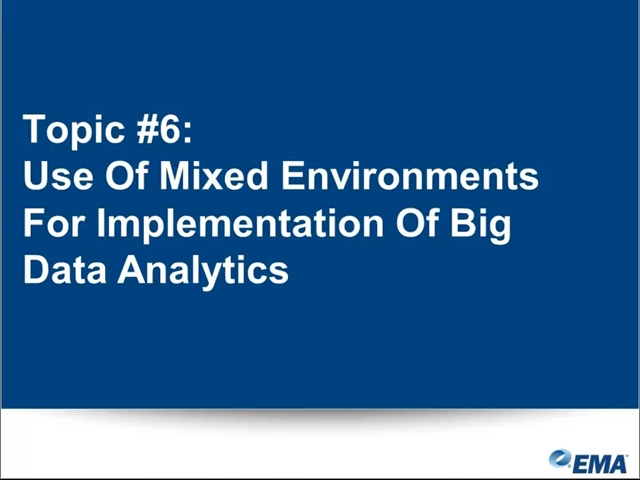 Topic #6:
Use Of Mixed Environments
For Implementation Of Big
Data Analytics
EMA